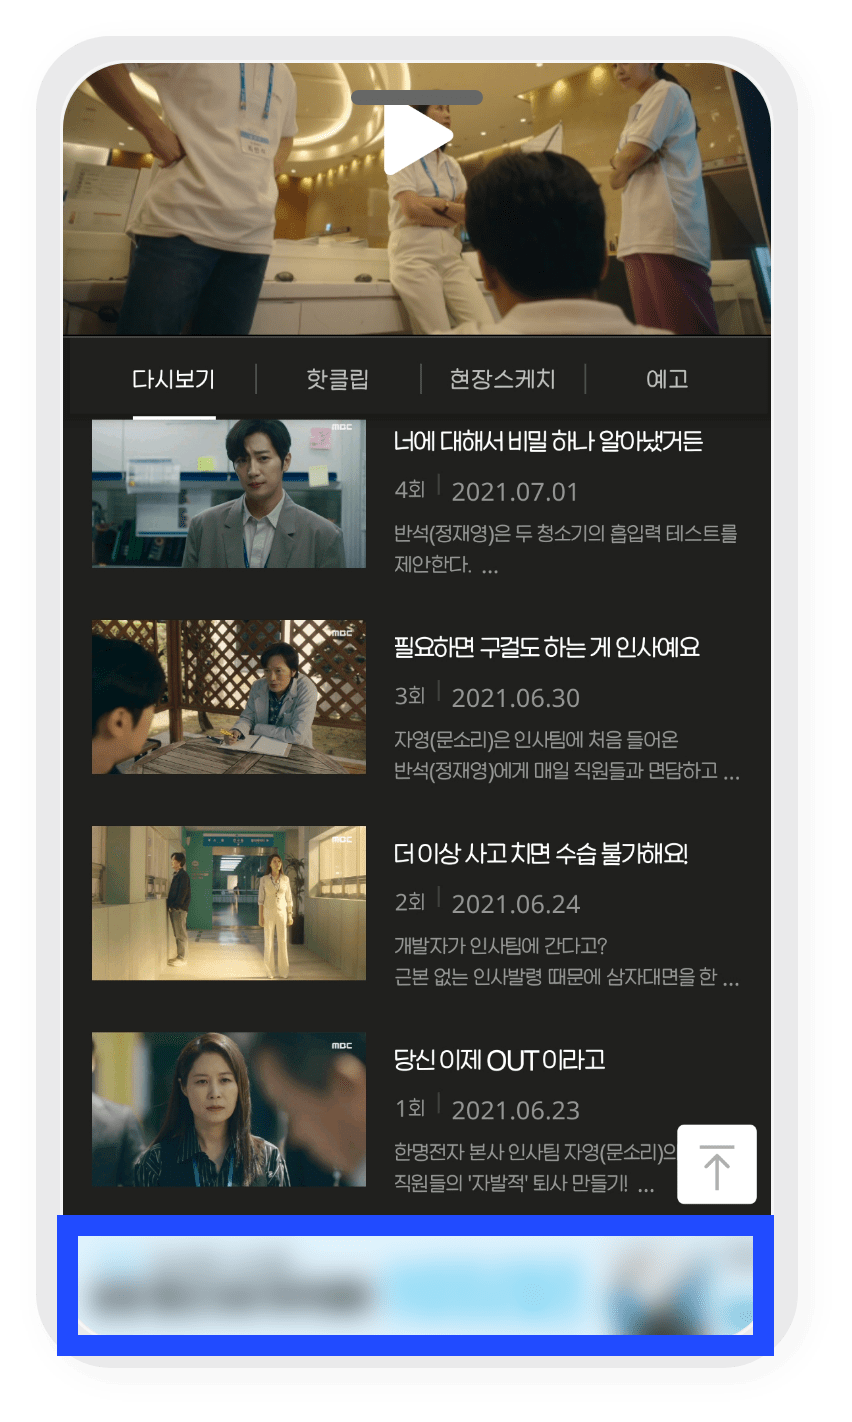 다시보기
핫클립
현장스케치
예고
mbc
너에 대해서 비밀 하나 알아냈거든
4회 2021.07.01
반석(정재영)은 두 청소기의 흡입력 테스트를
제안한다. ...
mbc
필요하면 구걸도 하는 게 인사예요
3회 2021.06.30
자영(문소리)은 인사팀에 처음 들어온
반석(정재영)에게 매일 직원들과 면담하고 ...
mbc
더 이상 사고 치면 수습 불가해요!
2회 2021.06.24
개발자가 인사팀에 간다고?
근본 없는 인사발령 때문에 삼자대면을 한 ...
mbc
당신 이제 OUT 이라고
1회 2021.06.23
한명전자 본사 인사팀 자영(문소리)으
직원들의 '자발적' 퇴사 만들기! ...